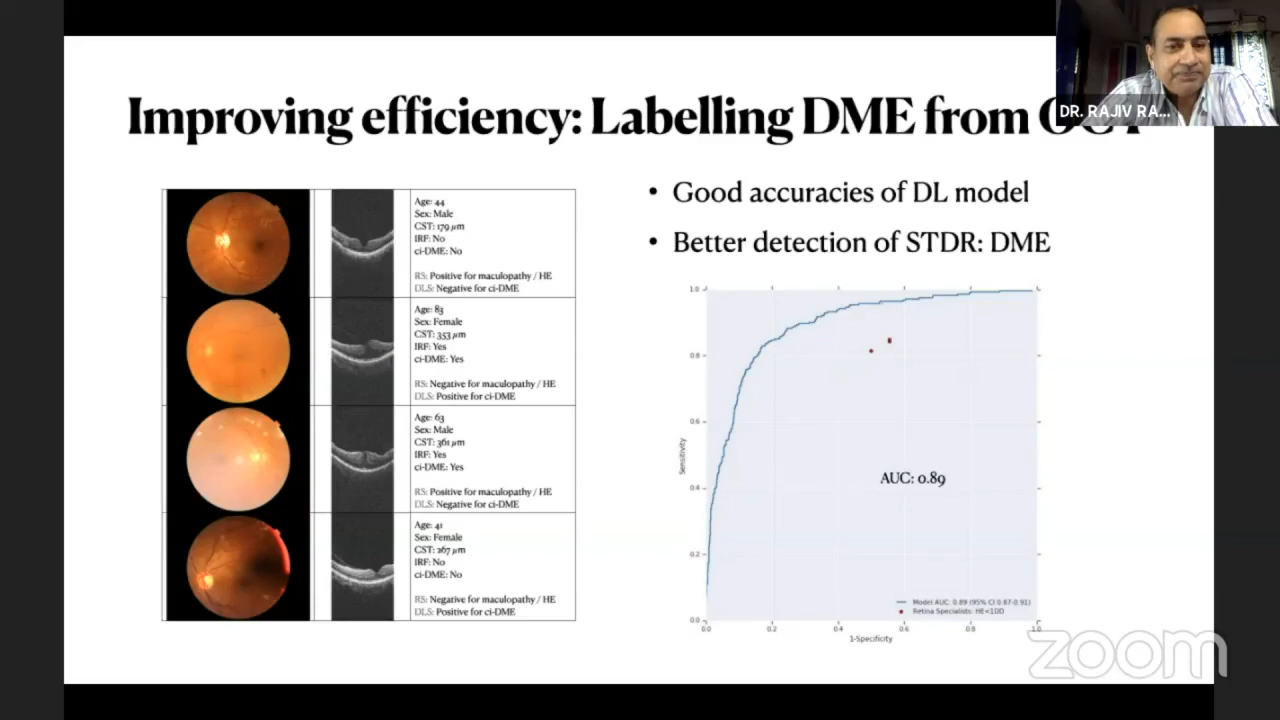 DR. RAJIV RA...
Improving efficiency: Labelling DME from
Age: 44
Sex: Male
CST: 179 µm
IRF: No
ci-DME: No
RS: Positive for maculopathy / HE
DLS: Negative for ci-DME
Age: 83
Sex: Female
CST: 353 µm
IRF: Yes
ci-DME: Yes
RS: Negative for maculopathy / HE
DLS: Positive for ci-DME
Age: 63
Sex: Male
CST: 361 µm
IRF: Yes
ci-DME: Yes
RS: Positive for maculopathy / HE
DLS: Negative for ci-DME
Age: 41
Sex: Female
CST: 267 µm
IRF: No
ci-DME: No
RS: Negative for maculopathy / HE
DLS: Positive for ci-DME
• Good accuracies of DL model
• Better detection of STDR: DME
1.0
0.8
0.6
0.4
0.2
0.0
Sensitivity
AUC: 0.89
Model AUC: 0.89 (95% CI 0.87-0.91)
Retina Specialists: HE<1DD
0.0 0.2 0.4 0.6 0.8 1.0
1-Specificity
zoom